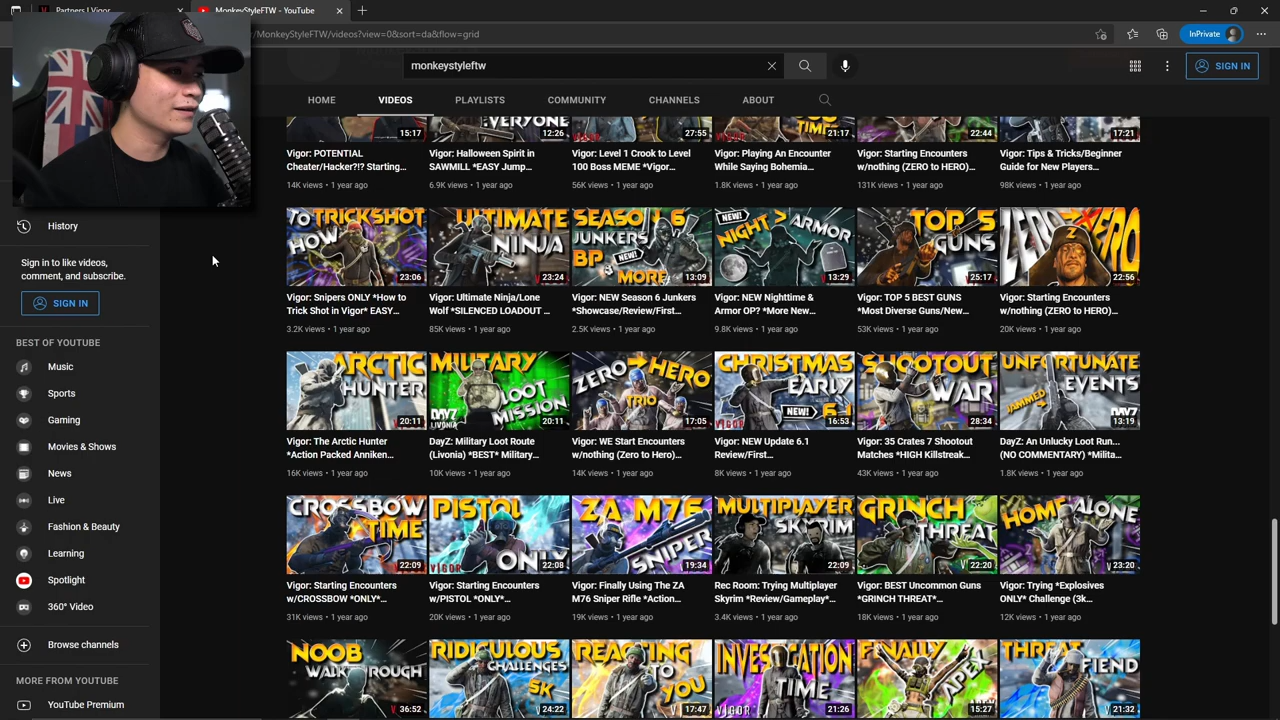 Partners | Vigor
MonkeyStyleFTW - YouTube
/MonkeyStyleFTW/videos?view=0&sort=da&flow=grid
InPrivate
monkeystyleftw
SIGN IN
HOME VIDEOS PLAYLISTS COMMUNITY CHANNELS ABOUT
EVERYONE
15:17 12:26 27:55 21:17 22:44 17:21
Vigor: POTENTIAL
Cheater/Hacker?!? Starting...
14K views • 1 year ago
Vigor: Halloween Spirit in
SAWMILL *EASY Jump...
6.9K views • 1 year ago
Vigor: Level 1 Crook to Level
100 Boss MEME *Vigor...
56K views • 1 year ago
Vigor: Playing An Encounter
While Saying Bohemia...
1.8K views • 1 year ago
Vigor: Starting Encounters
w/nothing (ZERO to HERO)...
131K views • 1 year ago
Vigor: Tips & Tricks/Beginner
Guide for New Players...
98K views • 1 year ago
History
Sign in to like videos,
comment, and subscribe.
SIGN IN
BEST OF YOUTUBE
Music
Sports
Gaming
Movies & Shows
News
Live
Fashion & Beauty
Learning
Spotlight
360° Video
Browse channels
MORE FROM YOUTUBE
YouTube Premium
TO TRICKSHOT
HOW
23:06
Vigor: Snipers ONLY *How to
Trick Shot in Vigor* EASY...
3.2K views • 1 year ago
ULTIMATE
NINJA
23:24
Vigor: Ultimate Ninja/Lone
Wolf *SILENCED LOADOUT ...
85K views • 1 year ago
SEASON 6
JUNKERS
BP NEW!
MORE
13:09
Vigor: NEW Season 6 Junkers
*Showcase/Review/First...
2.5K views • 1 year ago
NEW!
NIGHT > ARMOR
13:29
Vigor: NEW Nighttime &
Armor OP? *More New...
9.8K views • 1 year ago
TOP 5
GUNS
25:17
Vigor: TOP 5 BEST GUNS
*Most Diverse Guns/New...
53K views • 1 year ago
22:56
Vigor: Starting Encounters
w/nothing (ZERO to HERO)...
20K views • 1 year ago
ARCTIC
HUNTER
20:11
Vigor: The Arctic Hunter
*Action Packed Anniken...
16K views • 1 year ago
MILITARY
LOOT
MISSION
DAYZ
LIVONIA
20:11
DayZ: Military Loot Route
(Livonia) *BEST* Military...
10K views • 1 year ago
ZERO HERO
TRIO
17:05
Vigor: WE Start Encounters
w/nothing (Zero to Hero)...
14K views • 1 year ago
CHRISTMAS
EARLY
NEW! 6.1
16:53
Vigor: NEW Update 6.1
Review/First...
8K views • 1 year ago
SHOOTOUT
WAR
28:34
Vigor: 35 Crates 7 Shootout
Matches *HIGH Killstreak...
43K views • 1 year ago
UNFORTUNATE
EVENTS
JAMMED
DAYZ
13:19
DayZ: An Unlucky Loot Run...
(NO COMMENTARY) *Milita...
1.8K views • 1 year ago
CROSSBOW
TIME
22:09
Vigor: Starting Encounters
w/CROSSBOW *ONLY*...
31K views • 1 year ago
PISTOL
ONLY
VIGOR
22:08
Vigor: Starting Encounters
w/PISTOL *ONLY*...
20K views • 1 year ago
ZA M76
SNIPER
19:34
Vigor: Finally Using The ZA
M76 Sniper Rifle *Action...
19K views • 1 year ago
MULTIPLAYER
SKYRIM
22:09
Rec Room: Trying Multiplayer
Skyrim *Review/Gameplay*...
3.4K views • 1 year ago
GRINCH
THREAT
22:20
Vigor: BEST Uncommon Guns
*GRINCH THREAT*...
18K views • 1 year ago
HOME ALONE
23:20
Vigor: Trying *Explosives
ONLY* Challenge (3k...
12K views • 1 year ago
NOOB
WALKTHROUGH
36:52
RIDICULOUS
CHALLENGES
5K
24:22
REACTING
TO YOU
17:47
INVESTIGATION
TIME
VIGOR
21:26
FINALLY
APEX
15:27
THREAT
FIEND
21:32